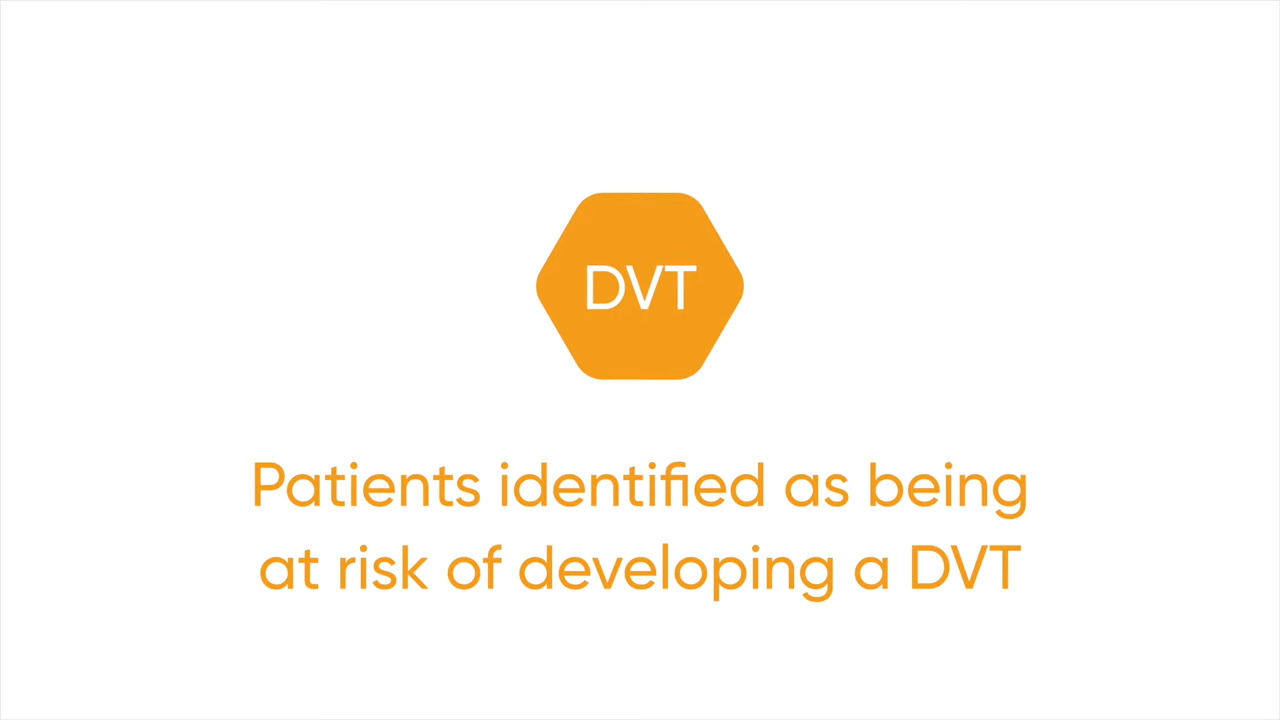 DVT
Patients identified as being
at risk of developing a DVT